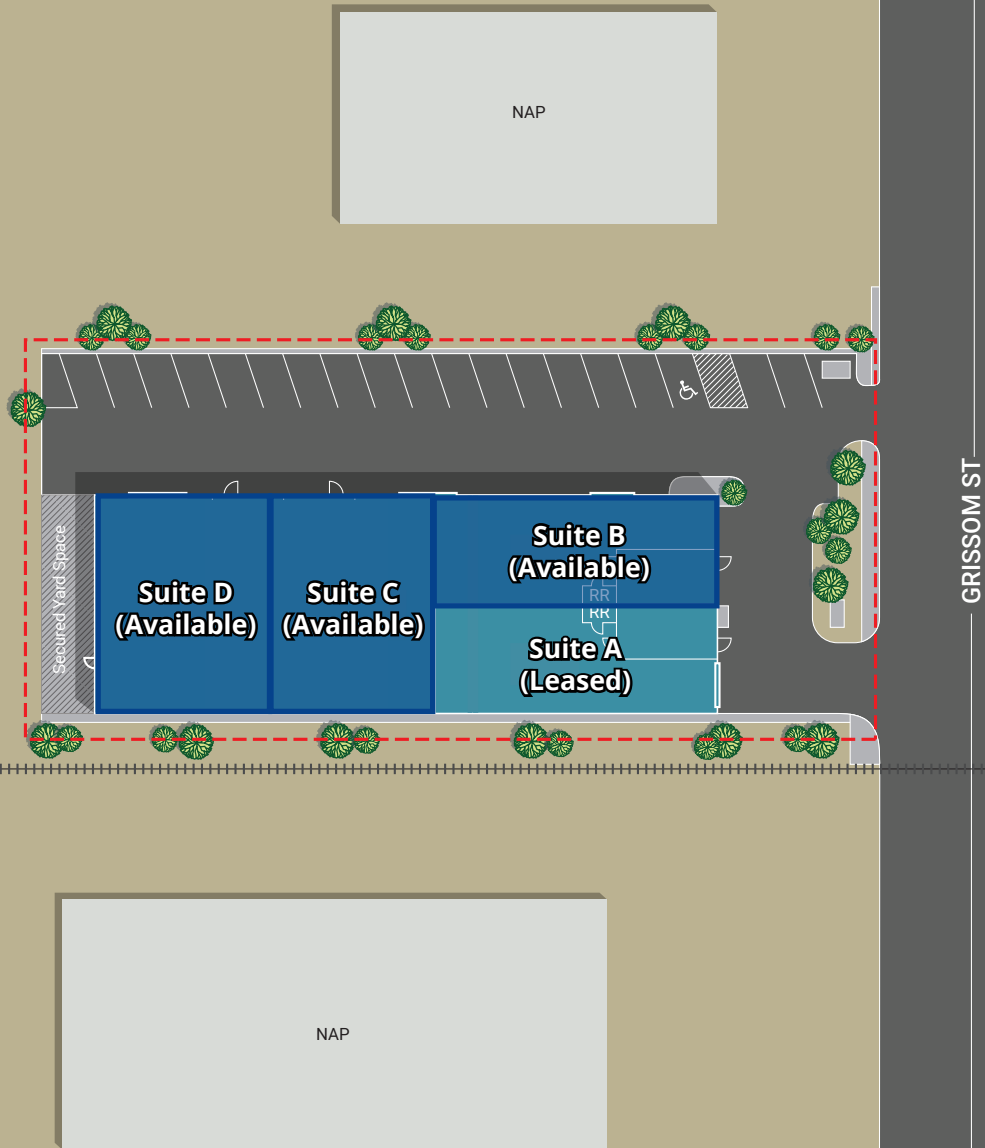 NAP
Secured Yard Space
Suite D
(Available)
Suite C
(Available)
Suite B
(Available)
RR
RR
Suite A
(Leased)
GRISSOM ST
NAP